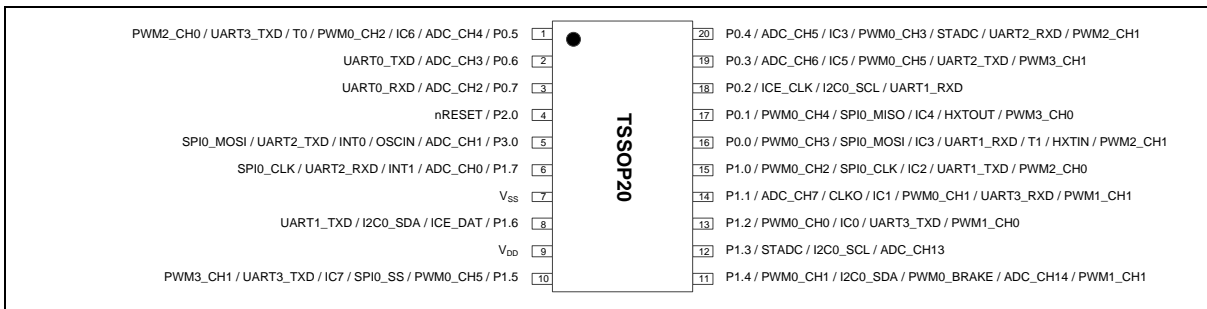 PWM2_CH0 / UART3_TXD / T0 / PWM0_CH2 / IC6 / ADC_CH4 / P0.5 1
UART0_TXD / ADC_CH3 / P0.6 2
UART0_RXD / ADC_CH2 / P0.7 3
nRESET / P2.0 4
SPI0_MOSI / UART2_TXD / INT0 / OSCIN / ADC_CH1 / P3.0 5
SPI0_CLK / UART2_RXD / INT1 / ADC_CH0 / P1.7 6
VSS 7
UART1_TXD / I2C0_SDA / ICE_DAT / P1.6 8
VDD 9
PWM3_CH1 / UART3_TXD / IC7 / SPI0_SS / PWM0_CH5 / P1.5 10
TSSOP20
20 P0.4 / ADC_CH5 / IC3 / PWM0_CH3 / STADC / UART2_RXD / PWM2_CH1
19 P0.3 / ADC_CH6 / IC5 / PWM0_CH5 / UART2_TXD / PWM3_CH1
18 P0.2 / ICE_CLK / I2C0_SCL / UART1_RXD
17 P0.1 / PWM0_CH4 / SPI0_MISO / IC4 / HXTOUT / PWM3_CH0
16 P0.0 / PWM0_CH3 / SPI0_MOSI / IC3 / UART1_RXD / T1 / HXTIN / PWM2_CH1
15 P1.0 / PWM0_CH2 / SPI0_CLK / IC2 / UART1_TXD / PWM2_CH0
14 P1.1 / ADC_CH7 / CLKO / IC1 / PWM0_CH1 / UART3_RXD / PWM1_CH1
13 P1.2 / PWM0_CH0 / IC0 / UART3_TXD / PWM1_CH0
12 P1.3 / STADC / I2C0_SCL / ADC_CH13
11 P1.4 / PWM0_CH1 / I2C0_SDA / PWM0_BRAKE / ADC_CH14 / PWM1_CH1